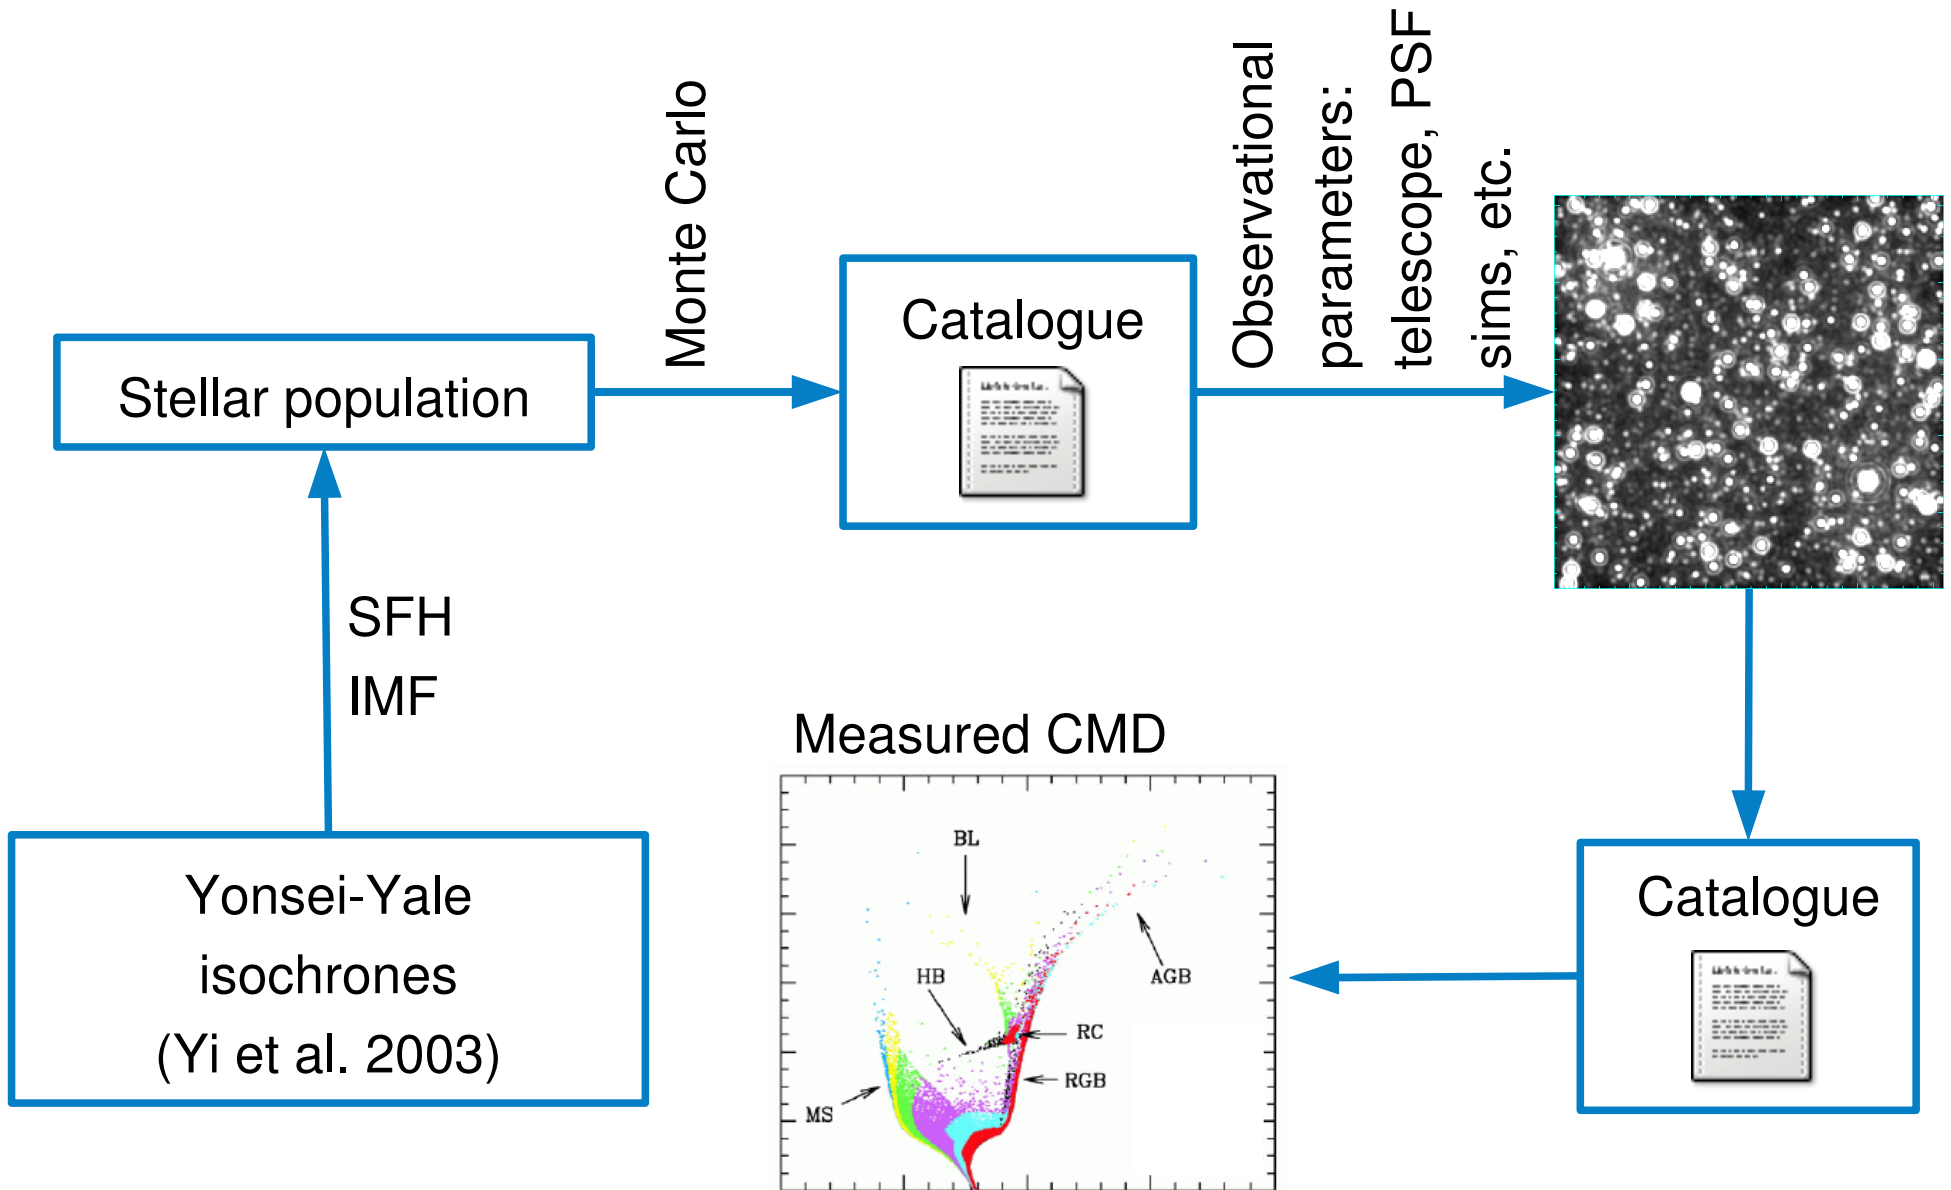 Monte Carlo
Observational
parameters:
telescope, PSF
sims, etc.
Catalogue
Stellar population
SFH
IMF
Yonsei-Yale
isochrones
(Yi et al. 2003)
Measured CMD
BL
HB
AGB
RC
RGB
MS
Catalogue